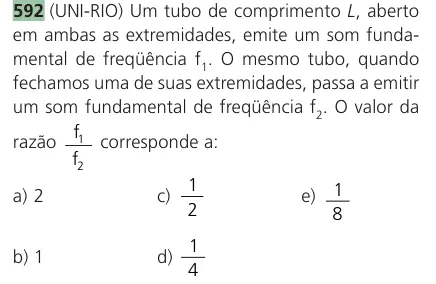 592 (UNI-RIO) Um tubo de comprimento L, aberto
em ambas as extremidades, emite um som funda-
mental de freqüência f₁. O mesmo tubo, quando
fechamos uma de suas extremidades, passa a emitir
um som fundamental de freqüência f₂. O valor da
razão f₁/f₂ corresponde a:
a) 2 c) 1/2 e) 1/8
b) 1 d) 1/4